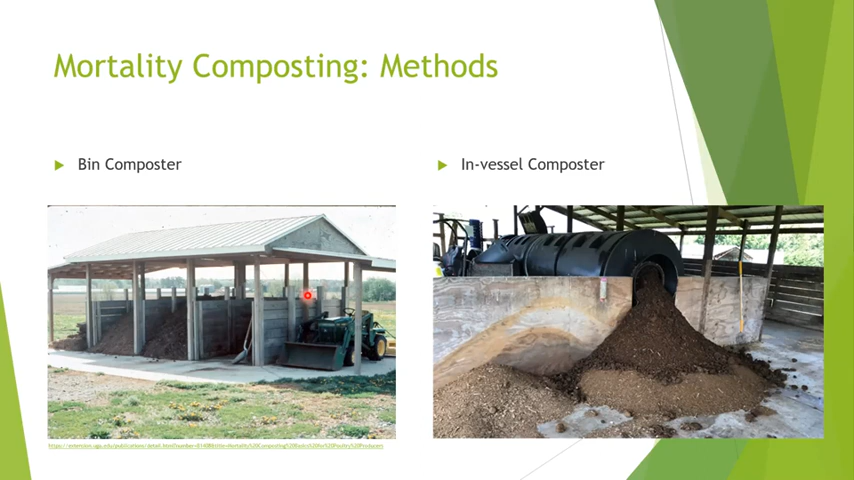 Mortality Composting: Methods
Bin Composter
In-vessel Composter